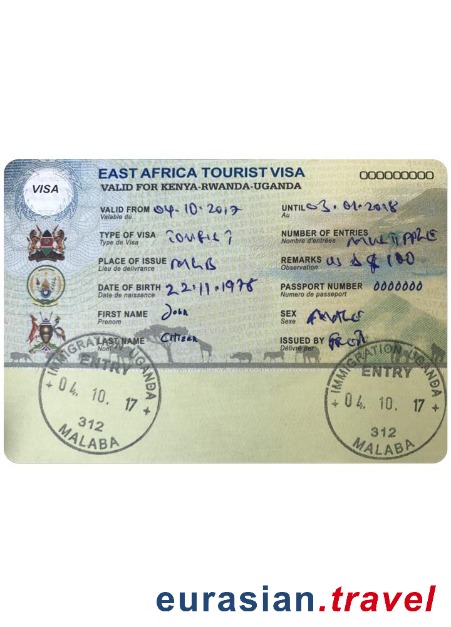 EAST AFRICA TOURIST VISA
VALID FOR KENYA-RWANDA-UGANDA
000000000
VISA
VALID FROM 04.10.2017 UNTIL 03.01.2018
Valable du Au
TYPE OF VISA TOURIST NUMBER OF ENTRIES MULTIPLE
Type de Visa Nombre d'entrées
PLACE OF ISSUE MLB REMARKS US $ 100
Lieu de delivrance Observation
DATE OF BIRTH 22.11.1978 PASSPORT NUMBER 0000000
Date de naissance Numero de passeport
FIRST NAME John SEX
Prenom Sexe
LAST NAME Citizen ISSUED BY
Nom Délivré par
IMMIGRATION UGANDA
ENTRY
04. 10. 17
312
MALABA
IMMIGRATION UGANDA
ENTRY
04. 10. 17
312
MALABA
eurasian.travel